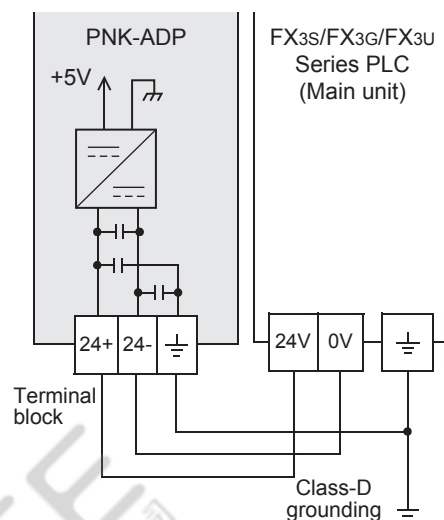 PNK-ADP
FX3S/FX3G/FX3U
Series PLC
(Main unit)
+5V
24+
24-
24V
0V
Terminal
block
Class-D
grounding